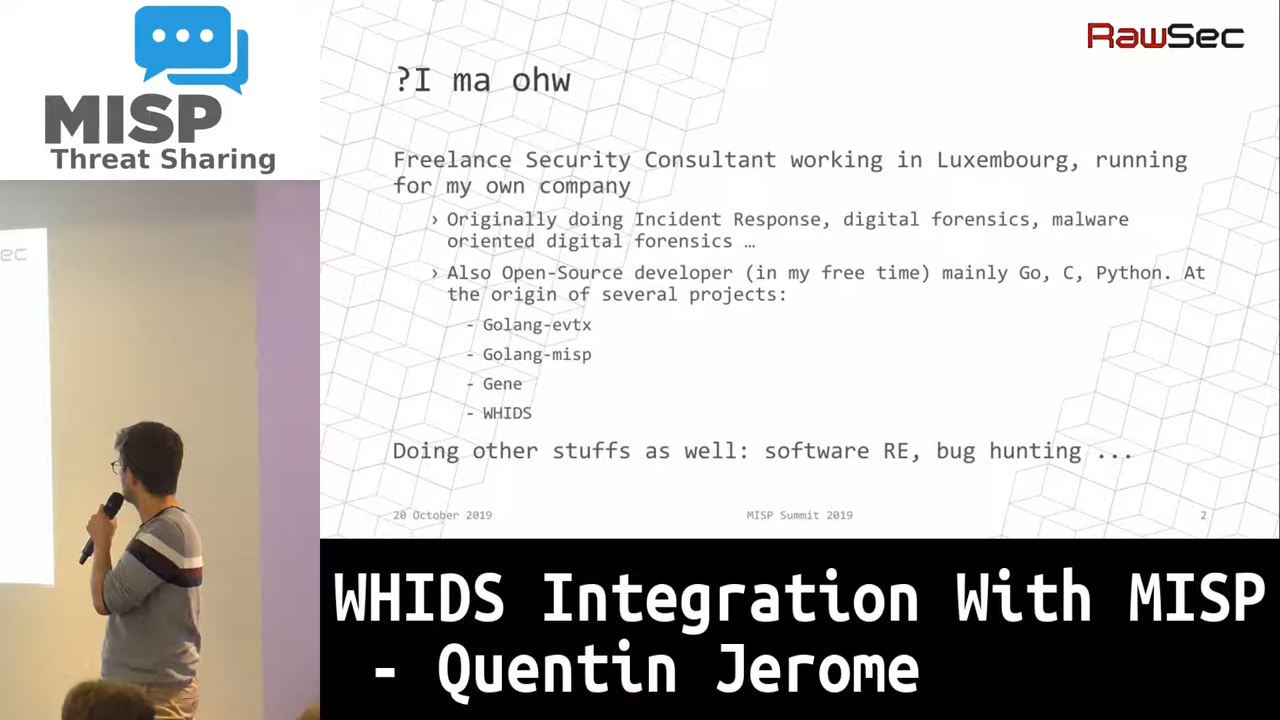 MISP
Threat Sharing
ec
RawSec
?I ma ohw
Freelance Security Consultant working in Luxembourg, running
for my own company
› Originally doing Incident Response, digital forensics, malware
oriented digital forensics …
› Also Open-Source developer (in my free time) mainly Go, C, Python. At
the origin of several projects:
- Golang-evtx
- Golang-misp
- Gene
- WHIDS
Doing other stuffs as well: software RE, bug hunting ...
20 October 2019
MISP Summit 2019
2
WHIDS Integration With MISP
- Quentin Jerome